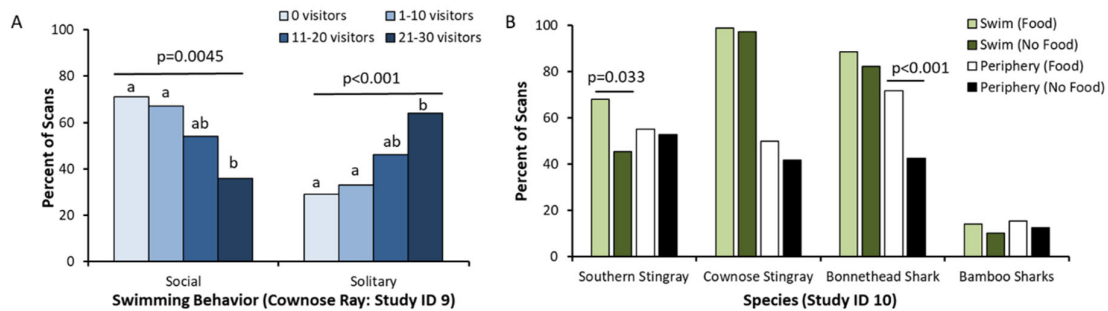 A
0 visitors
1-10 visitors
11-20 visitors
21-30 visitors
Percent of Scans
100
80
60
40
20
0
p=0.0045
a
a
ab
b
p<0.001
a
a
ab
b
Social
Solitary
Swimming Behavior (Cownose Ray: Study ID 9)
B
Percent of Scans
100
80
60
40
20
0
p=0.033
p<0.001
Swim (Food)
Swim (No Food)
Periphery (Food)
Periphery (No Food)
Southern Stingray
Cownose Stingray
Bonnethead Shark
Bamboo Sharks
Species (Study ID 10)